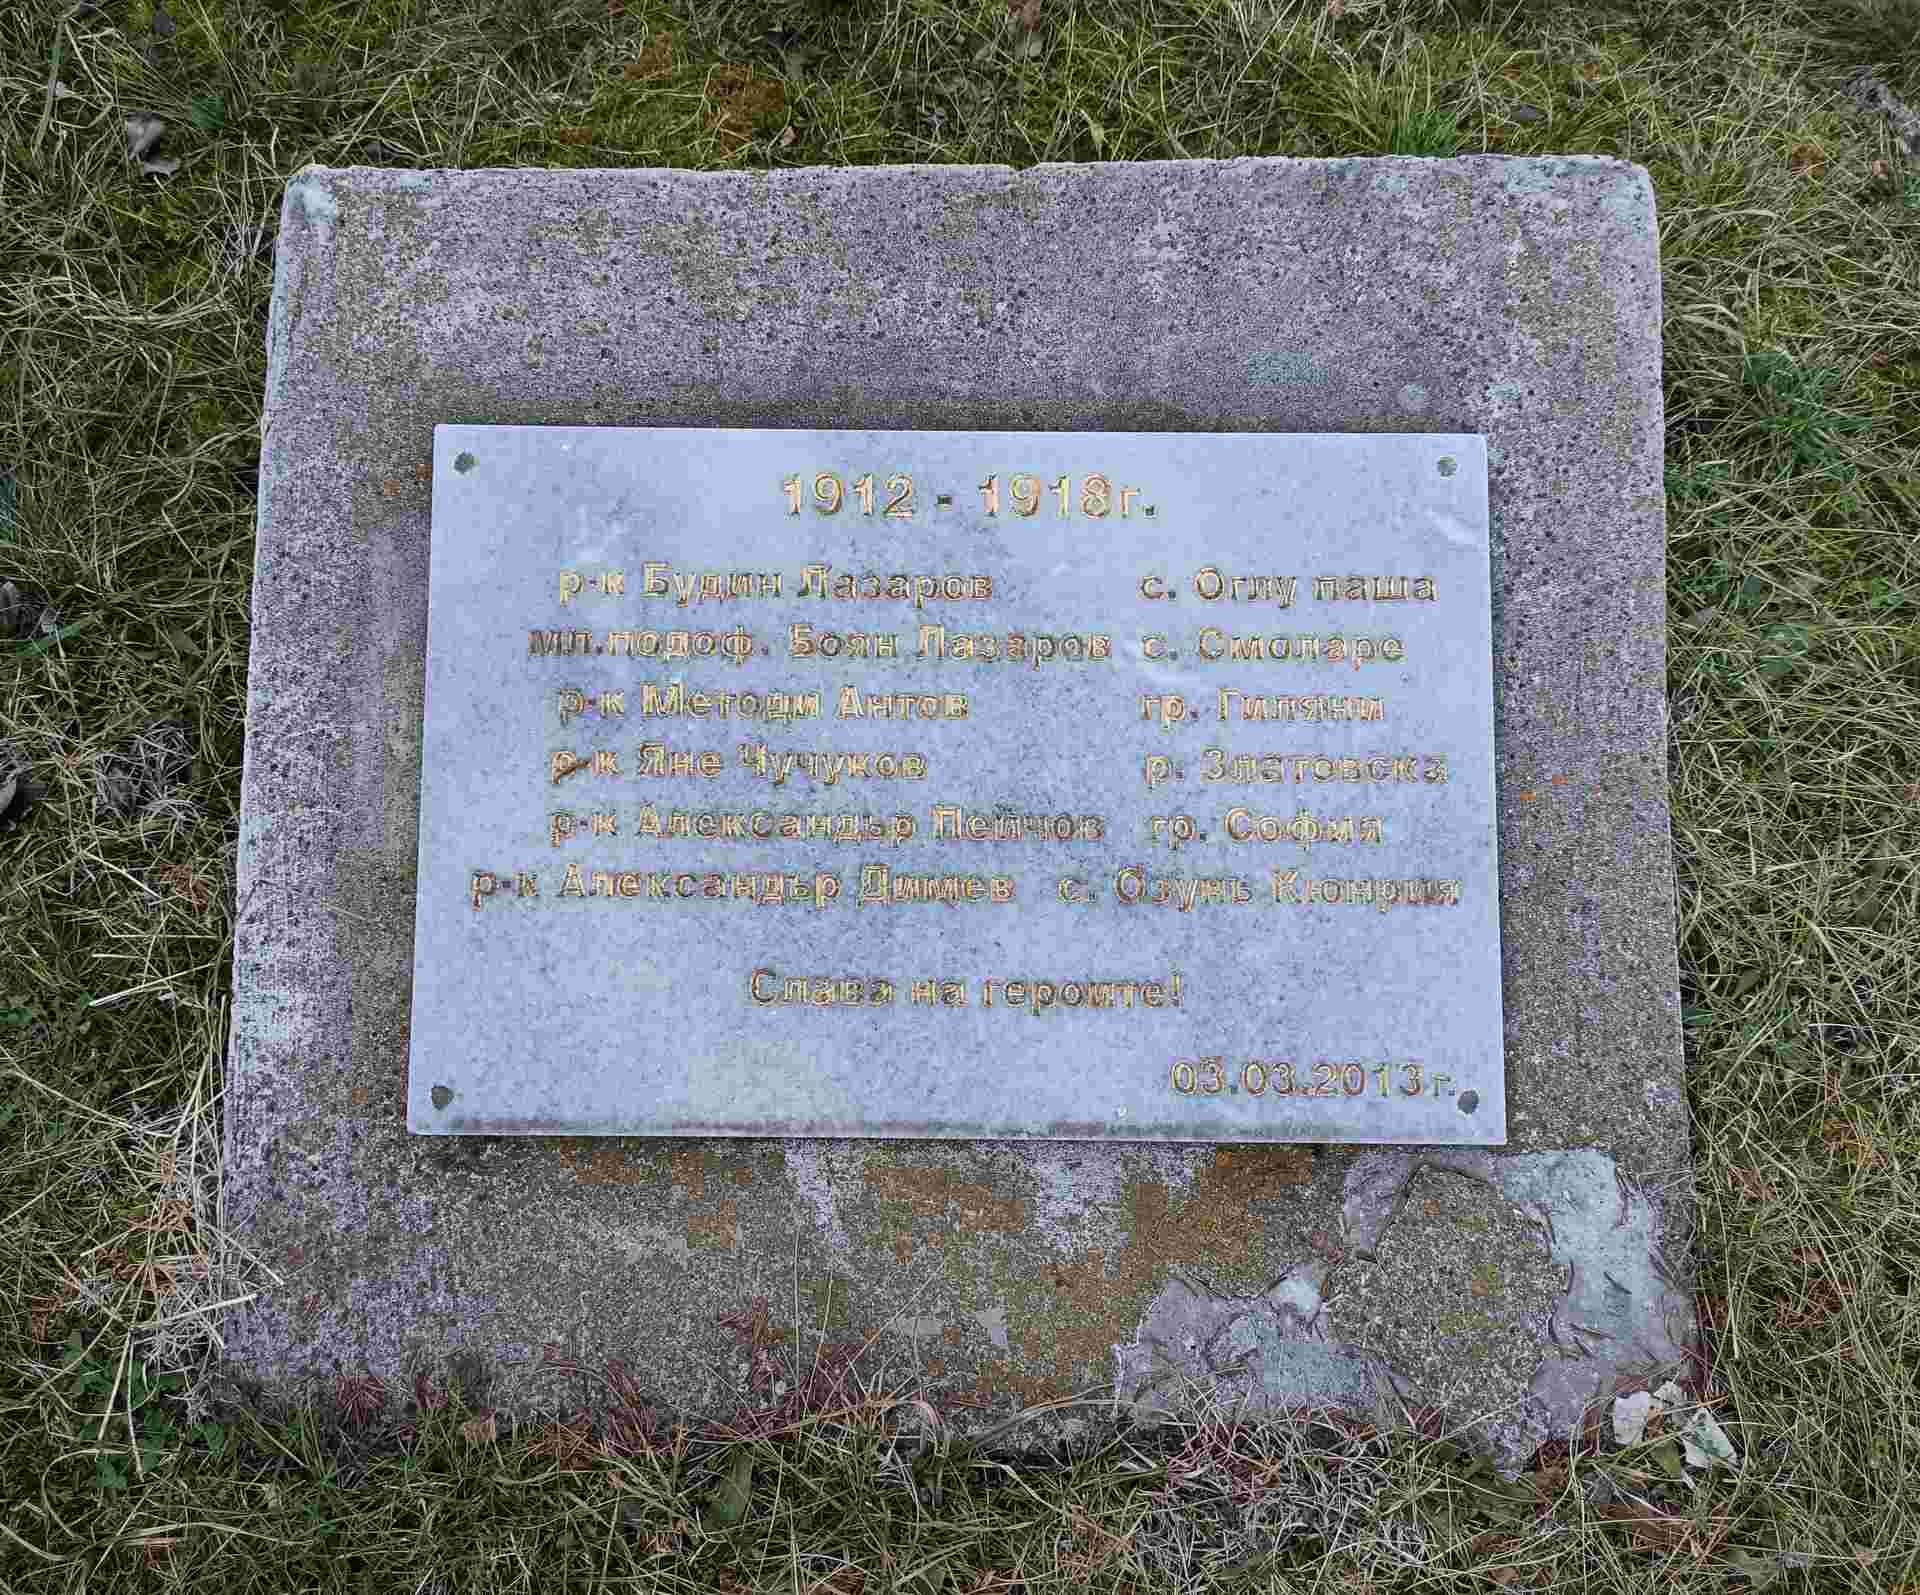 1912 - 1918г.
р-к Будин Лазаров с. Оглу паша
мл.подоф. Боян Лазаров с. Смоларе
р-к Методи Антов гр. Гиляни
р-к Яне Чучуков р. Златовска
р-к Александър Пейчов гр. София
р-к Александър Димев с. Озунъ Кюприя
Слава на героите!
03.03.2013г.